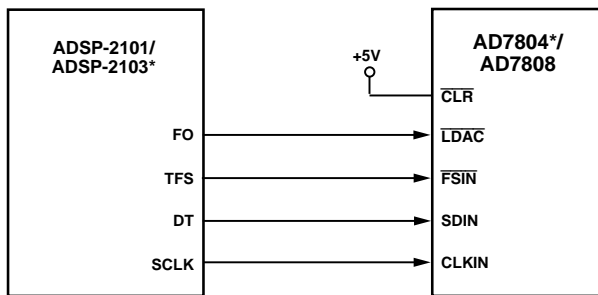 ADSP-2101/
ADSP-2103*
FO
TFS
DT
SCLK
+5V
AD7804*/
AD7808
CLR
LDAC
FSIN
SDIN
CLKIN